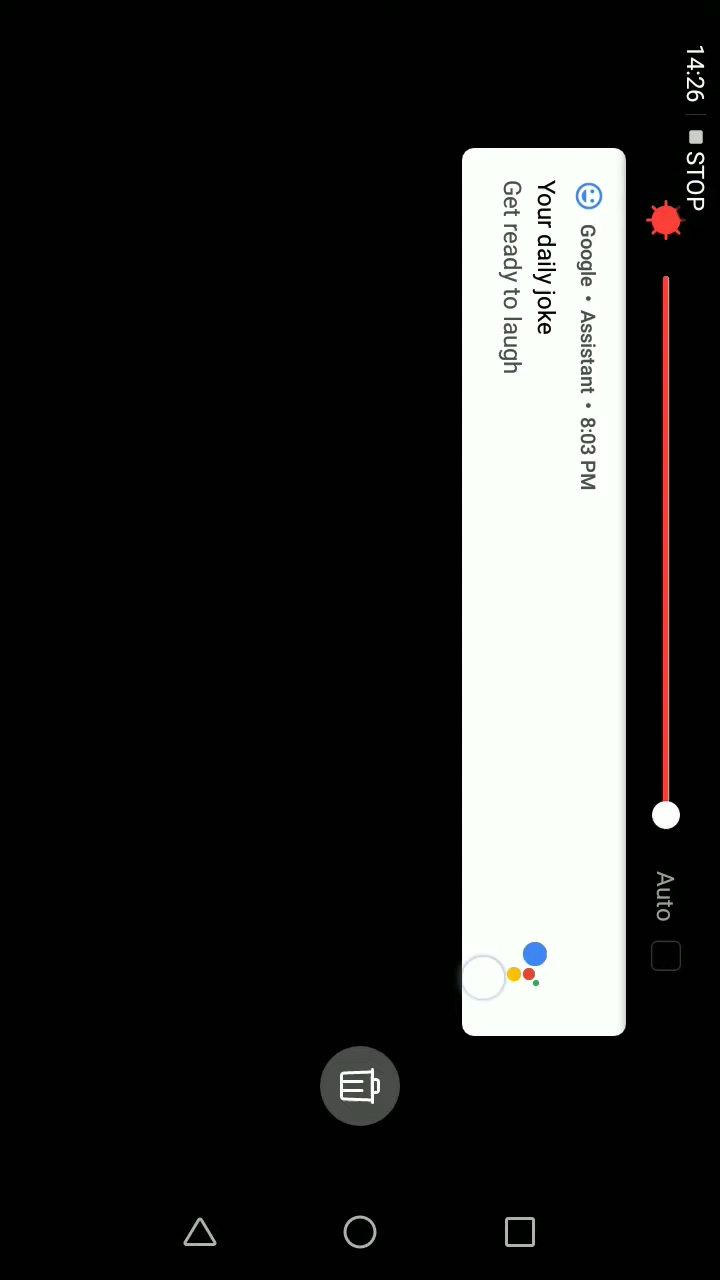 14:26 STOP
Auto
Google • Assistant • 8:03 PM
Your daily joke
Get ready to laugh